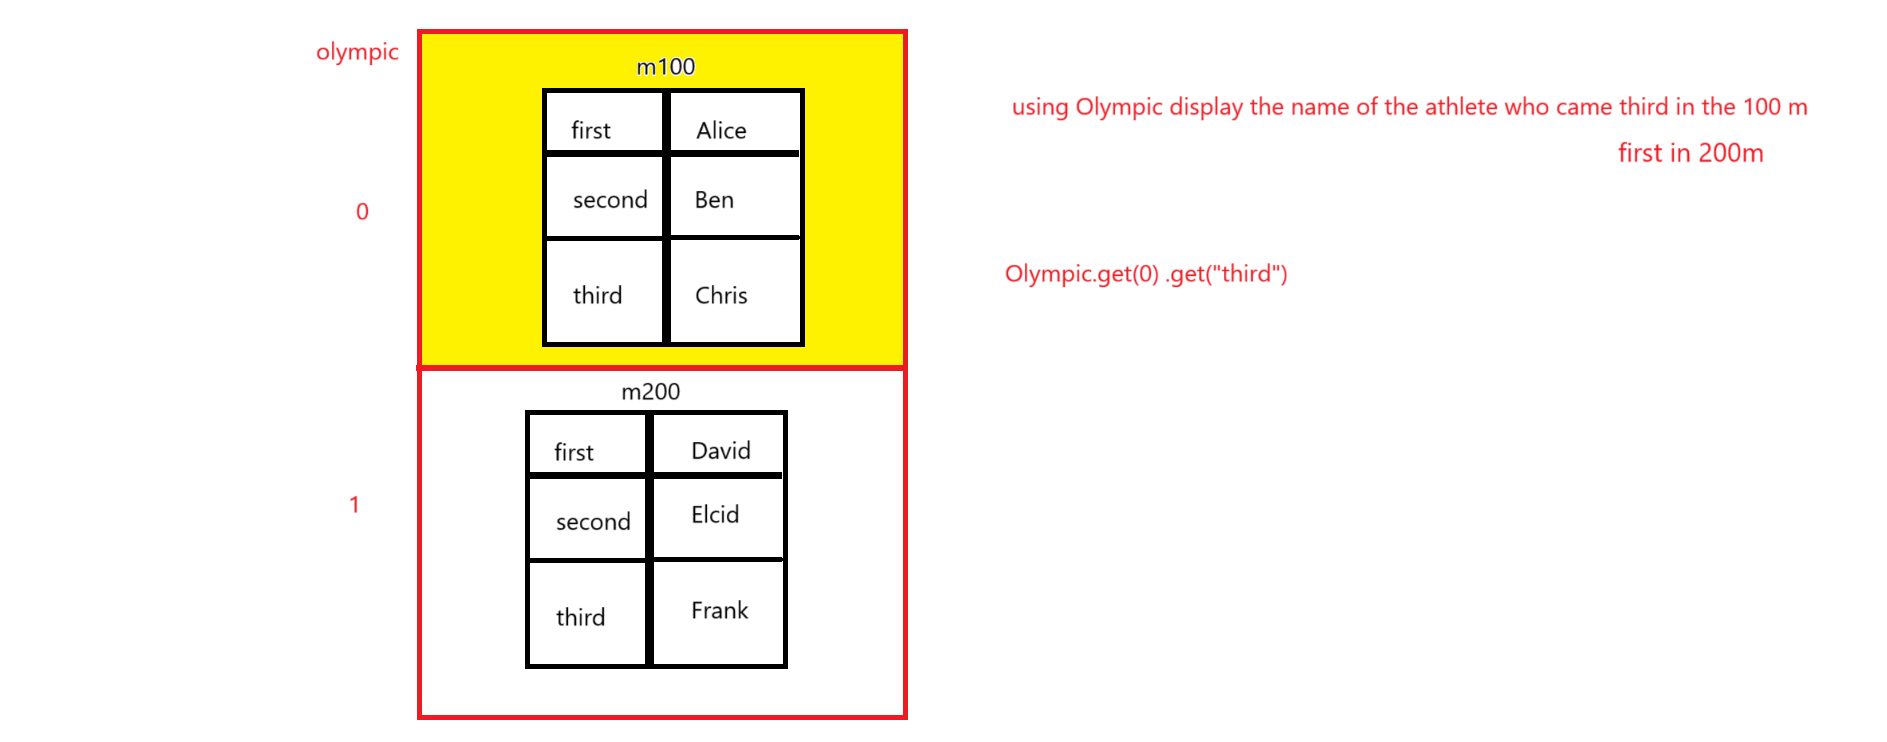 olympic
m100
first Alice
second Ben
third Chris
0
m200
first David
second Elcid
third Frank
1
using Olympic display the name of the athlete who came third in the 100 m
first in 200m
Olympic.get(0) .get("third")